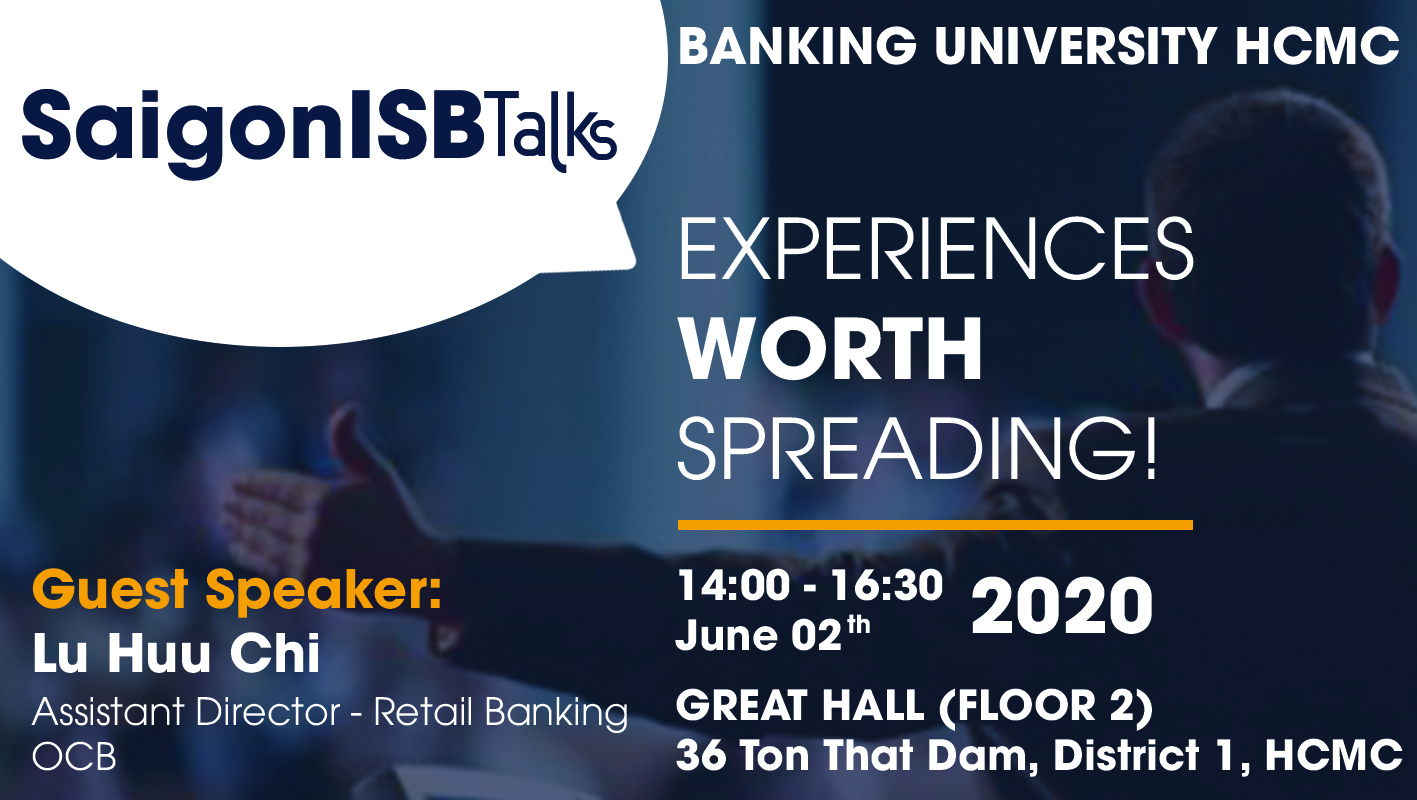 SaigonISBTalks
BANKING UNIVERSITY HCMC
EXPERIENCES
WORTH
SPREADING!
Guest Speaker:
Lu Huu Chi
Assistant Director - Retail Banking
OCB
14:00 - 16:30
June 02th
2020
GREAT HALL (FLOOR 2)
36 Ton That Dam, District 1, HCMC